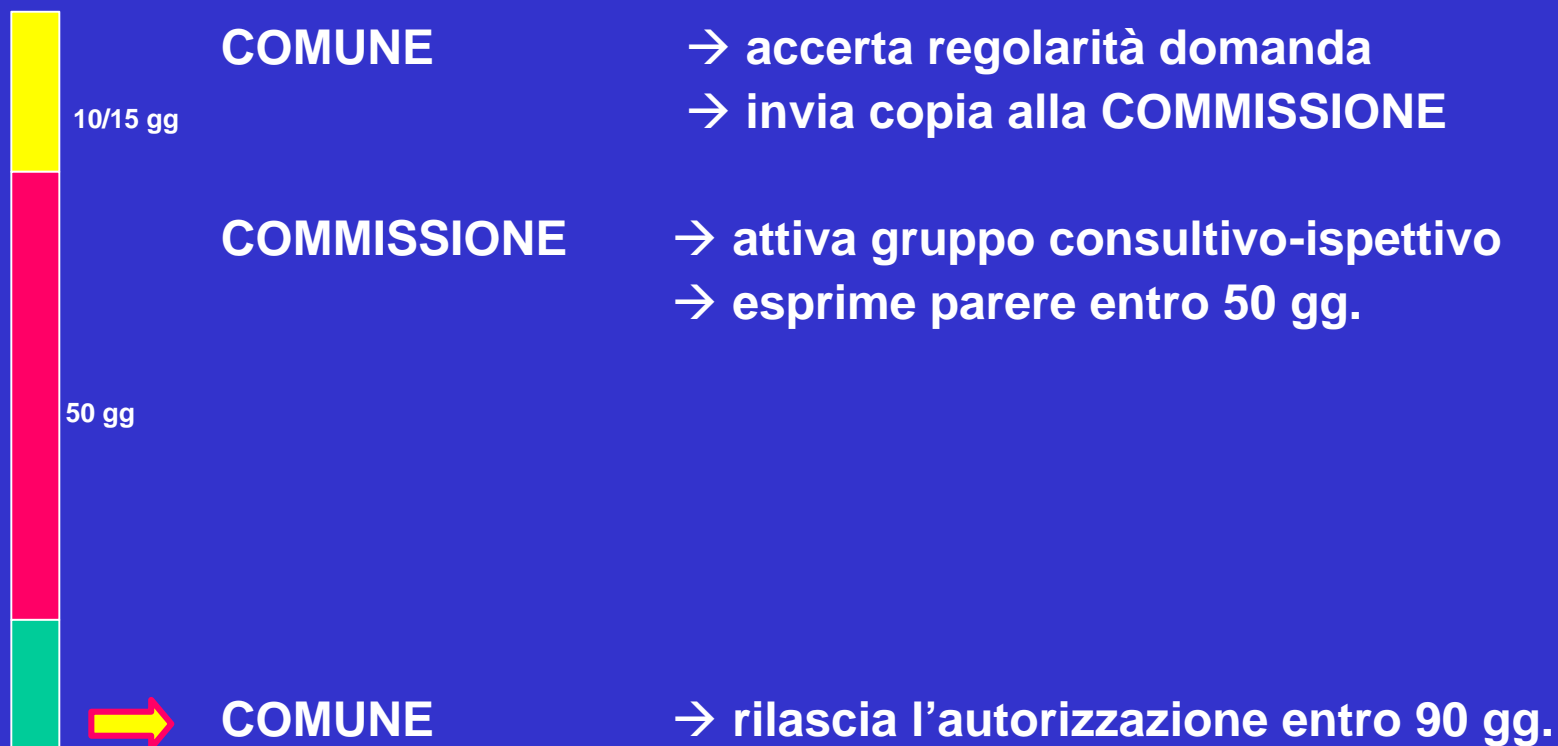 COMUNE → accerta regolarità domanda
10/15 gg → invia copia alla COMMISSIONE
COMMISSIONE → attiva gruppo consultivo-ispettivo
→ esprime parere entro 50 gg.
50 gg
COMUNE → rilascia l’autorizzazione entro 90 gg.